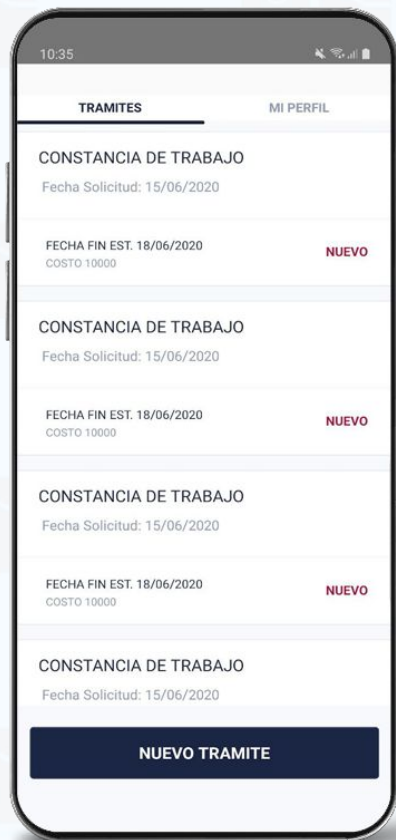 10:35
TRAMITES MI PERFIL
CONSTANCIA DE TRABAJO
Fecha Solicitud: 15/06/2020
FECHA FIN EST. 18/06/2020
COSTO 10000
NUEVO
CONSTANCIA DE TRABAJO
Fecha Solicitud: 15/06/2020
FECHA FIN EST. 18/06/2020
COSTO 10000
NUEVO
CONSTANCIA DE TRABAJO
Fecha Solicitud: 15/06/2020
FECHA FIN EST. 18/06/2020
COSTO 10000
NUEVO
CONSTANCIA DE TRABAJO
Fecha Solicitud: 15/06/2020
NUEVO TRAMITE